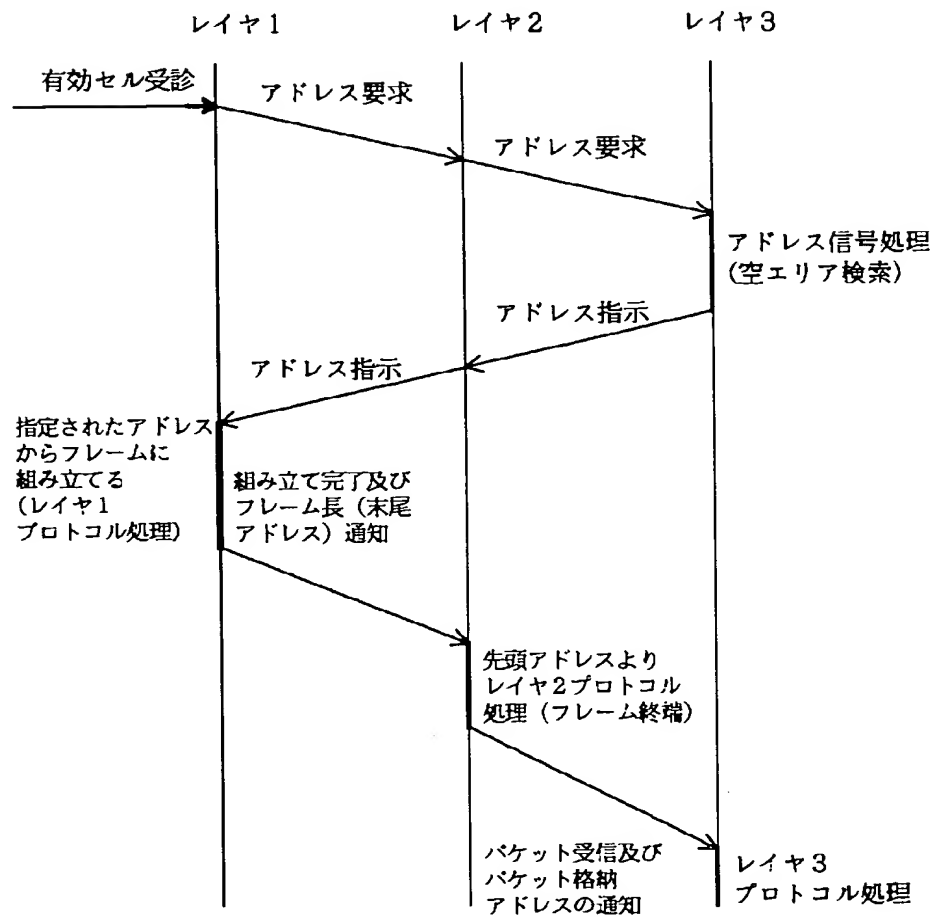 レイヤ1
レイヤ2
レイヤ3
有効セル受診
アドレス要求
アドレス要求
アドレス信号処理
(空エリア検索)
アドレス指示
アドレス指示
指定されたアドレス
からフレームに
組み立てる
(レイヤ1
プロトコル処理)
組み立て完了及び
フレーム長(末尾
アドレス)通知
先頭アドレスより
レイヤ2プロトコル
処理(フレーム終端)
パケット受信及び
パケット格納
アドレスの通知
レイヤ3
プロトコル処理